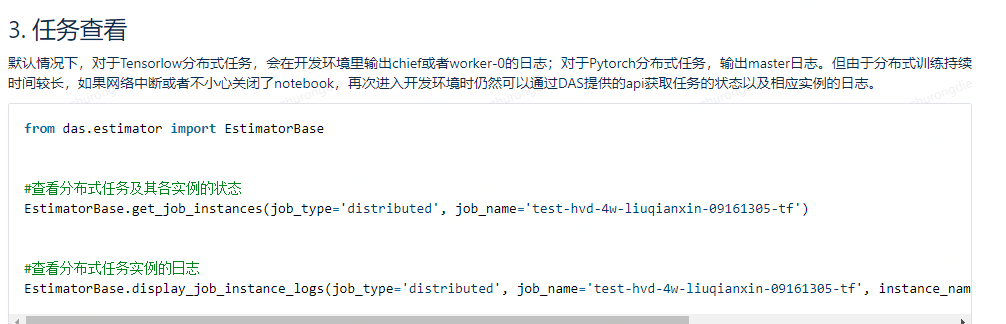 3. 任务查看
默认情况下，对于Tensorlow分布式任务，会在开发环境里输出chief或者worker-0的日志；对于Pytorch分布式任务，输出master日志。但由于分布式训练持续
时间较长，如果网络中断或者不小心关闭了notebook，再次进入开发环境时仍然可以通过DAS提供的api获取任务的状态以及相应实例的日志。
from das.estimator import EstimatorBase
#查看分布式任务及其各实例的状态
EstimatorBase.get_job_instances(job_type='distributed', job_name='test-hvd-4w-liuqianxin-09161305-tf')
#查看分布式任务实例的日志
EstimatorBase.display_job_instance_logs(job_type='distributed', job_name='test-hvd-4w-liuqianxin-09161305-tf', instance_nam